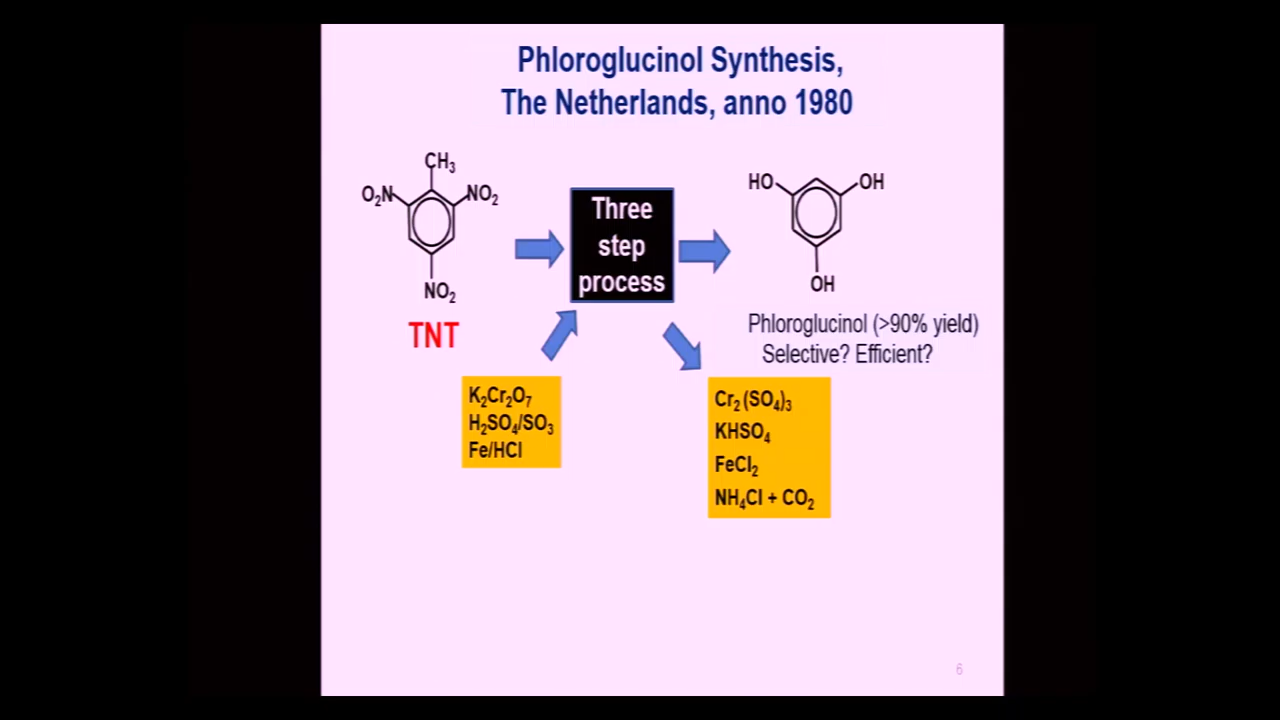 Phloroglucinol Synthesis,
The Netherlands, anno 1980
CH₃
O₂N
NO₂
NO₂
TNT
Three
step
process
HO
OH
OH
Phloroglucinol (>90% yield)
Selective? Efficient?
K₂Cr₂O₇
H₂SO₄/SO₃
Fe/HCl
Cr₂(SO₄)₃
KHSO₄
FeCl₂
NH₄Cl + CO₂
6